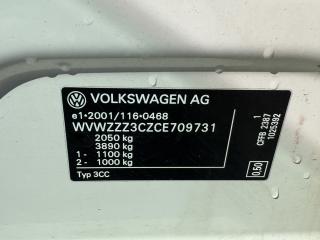 VOLKSWAGEN AG
e1*2001/116*0468
WVWZZZ3CZCE709731
2050 kg
3890 kg
1 - 1100 kg
2 - 1000 kg
Typ 3CC
1
CFFB 2387
1025392
0.50